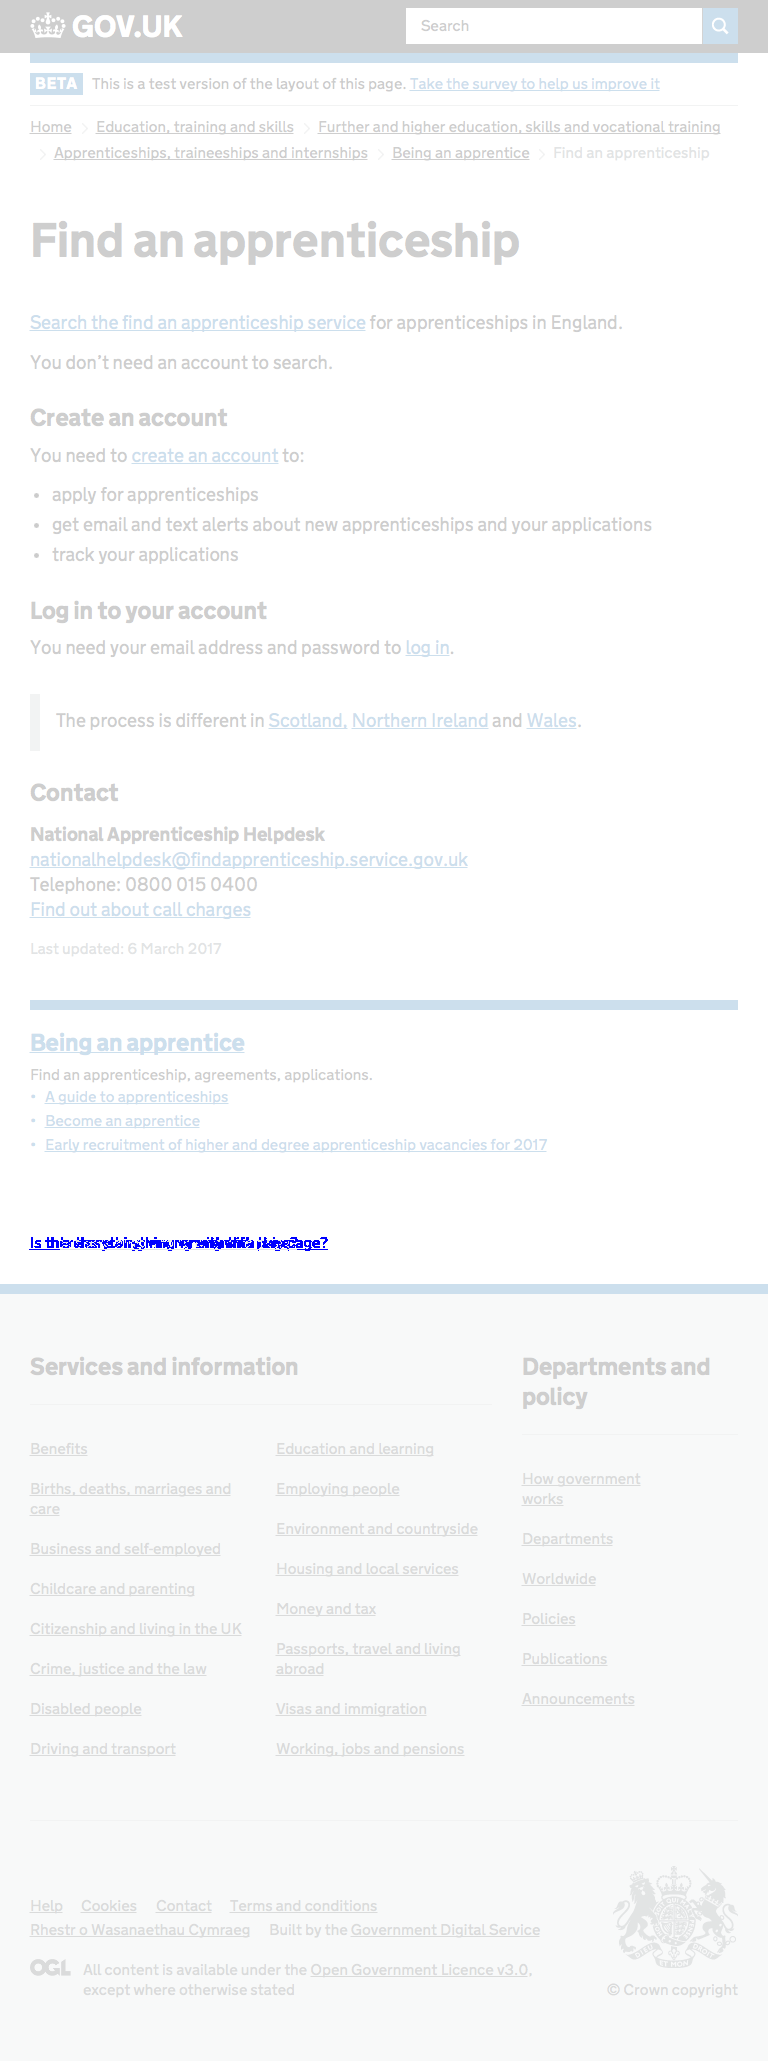 GOV.UK
Search
BETA This is a test version of the layout of this page. Take the survey to help us improve it
Home Education, training and skills Further and higher education, skills and vocational training
Apprenticeships, traineeships and internships Being an apprentice Find an apprenticeship
Find an apprenticeship
Search the find an apprenticeship service for apprenticeships in England.
You don't need an account to search.
Create an account
You need to create an account to:
• apply for apprenticeships
• get email and text alerts about new apprenticeships and your applications
• track your applications
Log in to your account
You need your email address and password to log in.
The process is different in Scotland, Northern Ireland and Wales.
Contact
National Apprenticeship Helpdesk
nationalhelpdesk@findapprenticeship.service.gov.uk
Telephone: 0800 015 0400
Find out about call charges
Last updated: 6 March 2017
Being an apprentice
Find an apprenticeship, agreements, applications.
• A guide to apprenticeships
• Become an apprentice
• Early recruitment of higher and degree apprenticeship vacancies for 2017
Services and information
Benefits
Births, deaths, marriages and
care
Business and self-employed
Childcare and parenting
Citizenship and living in the UK
Crime, justice and the law
Disabled people
Driving and transport
Education and learning
Employing people
Environment and countryside
Housing and local services
Money and tax
Passports, travel and living
abroad
Visas and immigration
Working, jobs and pensions
Departments and
policy
How government
works
Departments
Worldwide
Policies
Publications
Announcements
Help Cookies Contact Terms and conditions
Rhestr o Wasanaethau Cymraeg Built by the Government Digital Service
OGL All content is available under the Open Government Licence v3.0,
except where otherwise stated
© Crown copyright